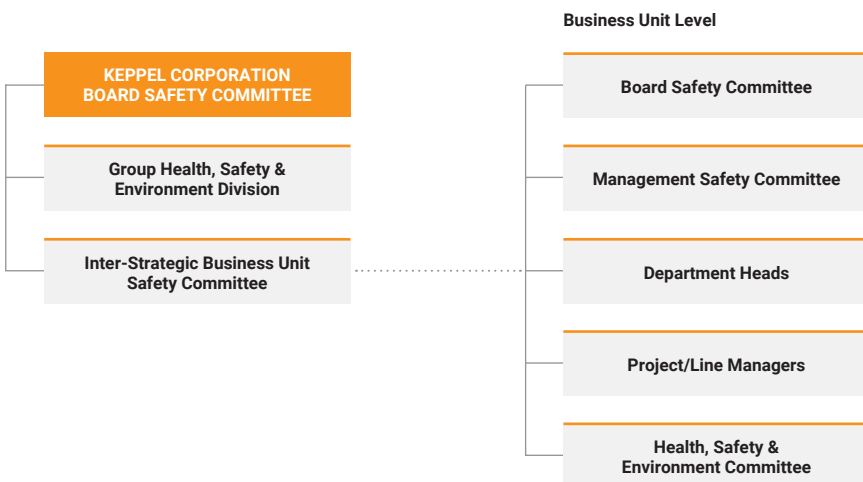 KEPPEL CORPORATION
BOARD SAFETY COMMITTEE
Group Health, Safety &
Environment Division
Inter-Strategic Business Unit
Safety Committee
Business Unit Level
Board Safety Committee
Management Safety Committee
Department Heads
Project/Line Managers
Health, Safety &
Environment Committee